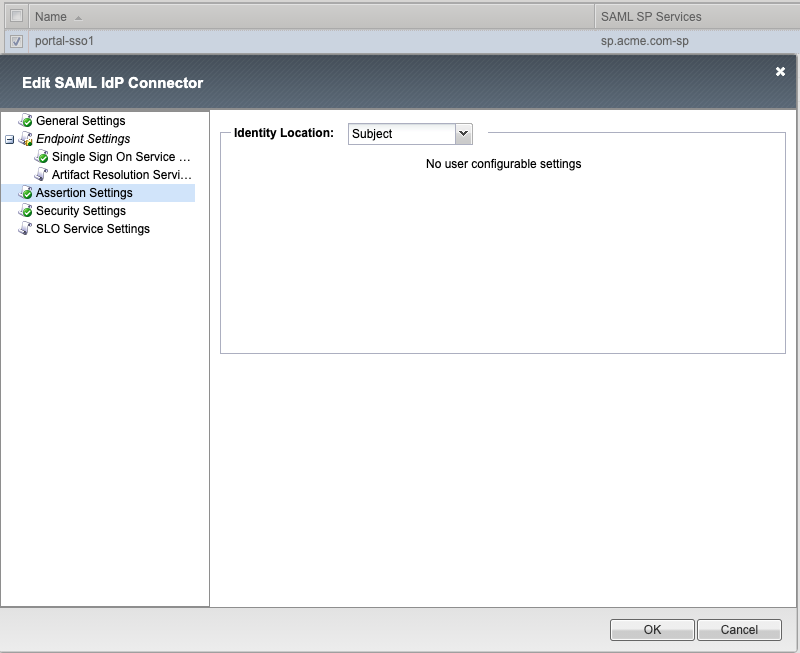 Name SAML SP Services
portal-sso1 sp.acme.com-sp
Edit SAML IdP Connector
General Settings
Endpoint Settings
Single Sign On Service ...
Artifact Resolution Servi...
Assertion Settings
Security Settings
SLO Service Settings
Identity Location: Subject
No user configurable settings
OK Cancel